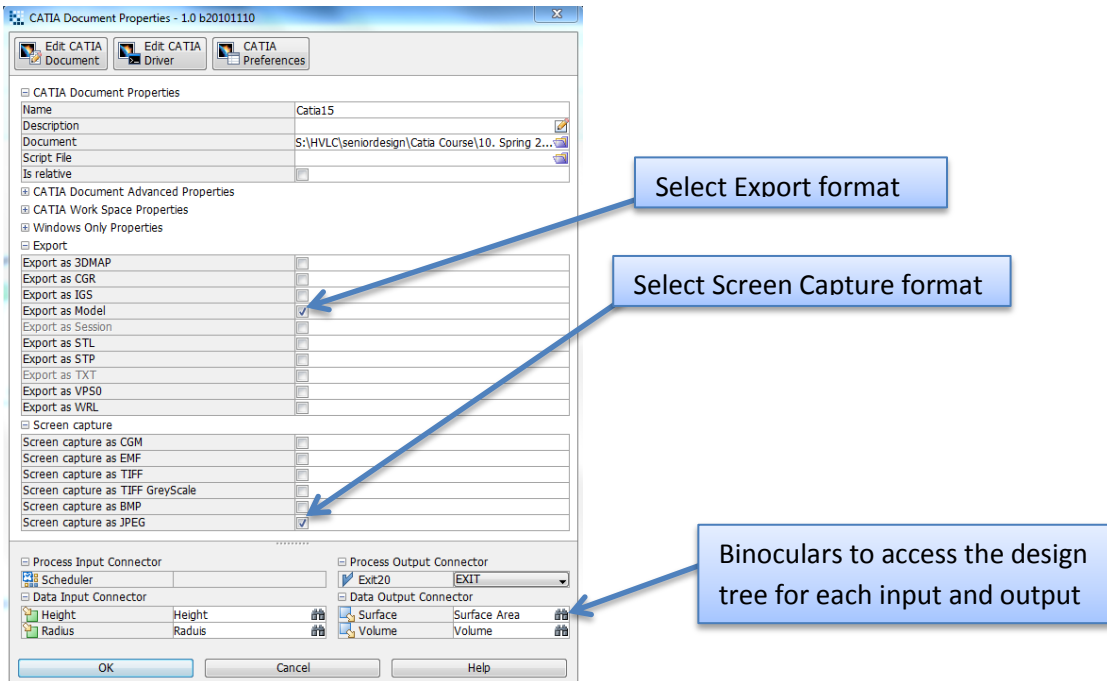 CATIA Document Properties - 1.0 b20101110
Edit CATIA Document
Edit CATIA Driver
CATIA Preferences
CATIA Document Properties
Name Catia15
Description
Document S:\HVLC\seniordesign\Catia Course\10. Spring 2...
Script File
Is relative
CATIA Document Advanced Properties
CATIA Work Space Properties
Windows Only Properties
Export
Export as 3DMAP
Export as CGR
Export as IGS
Export as Model
Export as Session
Export as STL
Export as STP
Export as TXT
Export as VPS0
Export as WRL
Screen capture
Screen capture as CGM
Screen capture as EMF
Screen capture as TIFF
Screen capture as TIFF GreyScale
Screen capture as BMP
Screen capture as JPEG
Select Export format
Select Screen Capture format
Process Input Connector
Scheduler
Data Input Connector
Height Height
Radius Raduis
Process Output Connector
Exit20 EXIT
Data Output Connector
Surface Surface Area
Volume Volume
Binoculars to access the design
tree for each input and output
OK Cancel Help